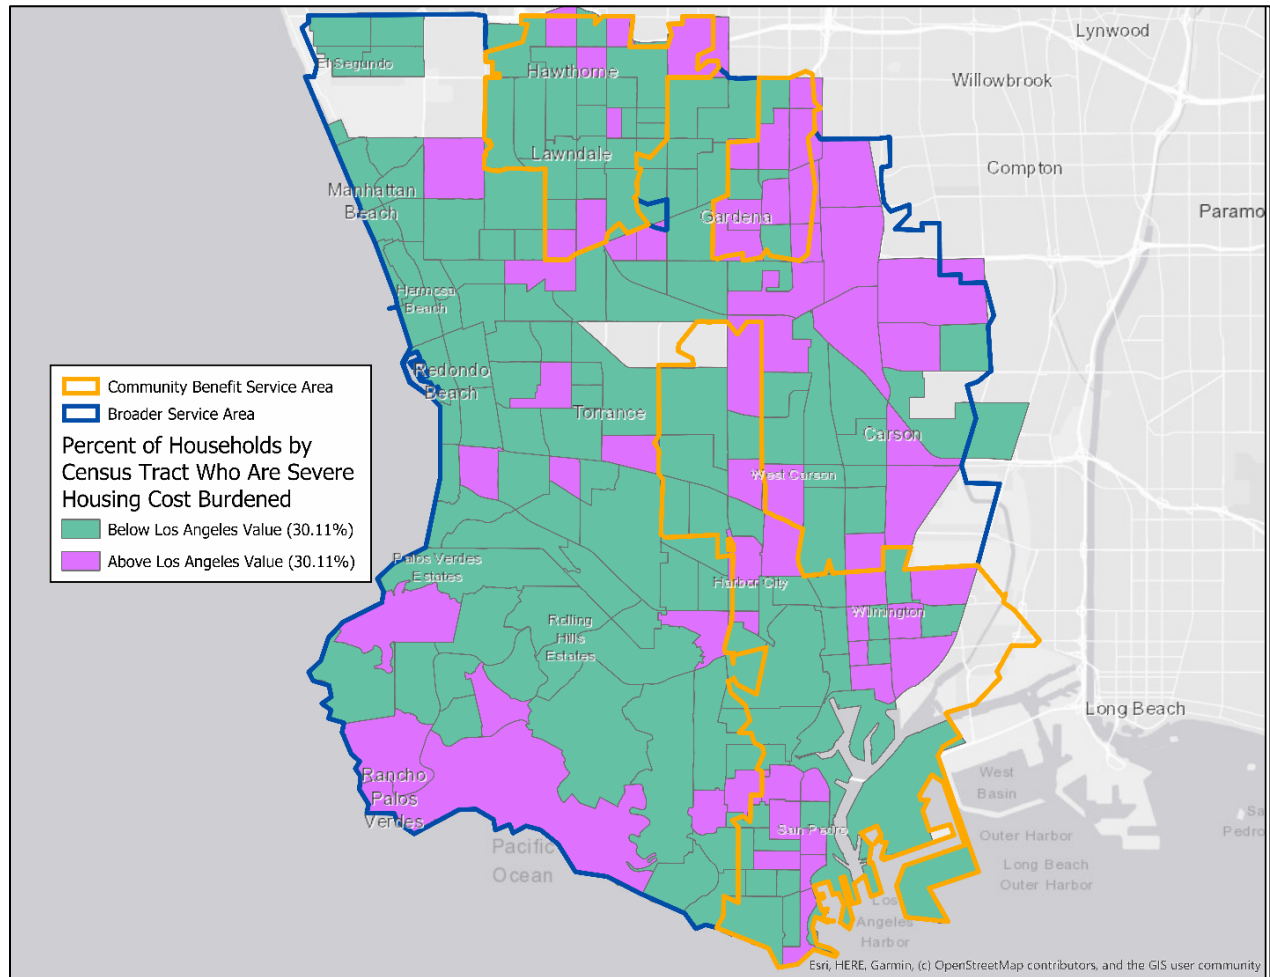 Lynwood
El Segundo
Hawthorne
Willowbrook
Lawndale
Compton
Manhattan
Beach
Gardena
Paramo
Hermosa
Beach
Redondo
Beach
Torrance
Carson
West Carson
Community Benefit Service Area
Broader Service Area
Percent of Households by
Census Tract Who Are Severe
Housing Cost Burdened
Below Los Angeles Value (30.11%)
Above Los Angeles Value (30.11%)
Palos Verdes
Estates
Harbor City
Wilmington
Rolling
Hills
Estates
Long Beach
Rancho
Palos
Verdes
West
Basin
San Pedro
Sa
Pedro
Outer Harbor
Pacific
Ocean
Long Beach
Outer Harbor
Los
Angeles
Harbor
Esri, HERE, Garmin, (c) OpenStreetMap contributors, and the GIS user community